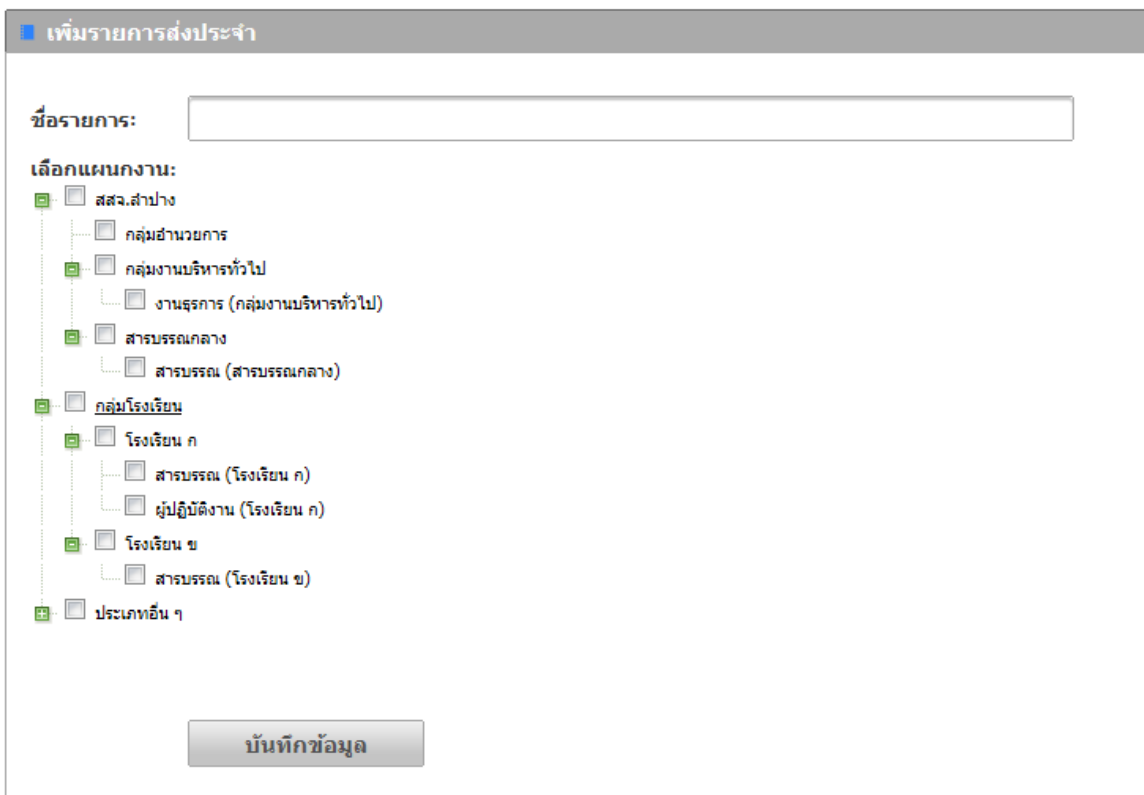 เพิ่มรายการส่งประจำ
ชื่อรายการ:
เลือกแผนกงาน:
สสจ.ลำปาง
กลุ่มอำนวยการ
กลุ่มงานบริหารทั่วไป
งานธุรการ (กลุ่มงานบริหารทั่วไป)
สารบรรณกลาง
สารบรรณ (สารบรรณกลาง)
กลุ่มโรงเรียน
โรงเรียน ก
สารบรรณ (โรงเรียน ก)
ผู้ปฏิบัติงาน (โรงเรียน ก)
โรงเรียน ข
สารบรรณ (โรงเรียน ข)
ประเภทอื่น ๆ
บันทึกข้อมูล